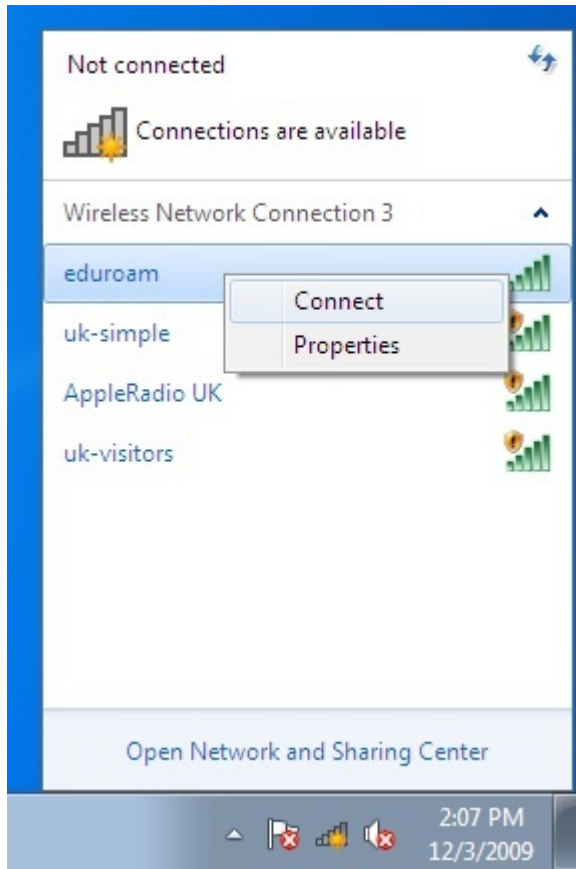 Not connected
Connections are available
Wireless Network Connection 3
eduroam
Connect
uk-simple
Properties
AppleRadio UK
uk-visitors
Open Network and Sharing Center
2:07 PM
12/3/2009